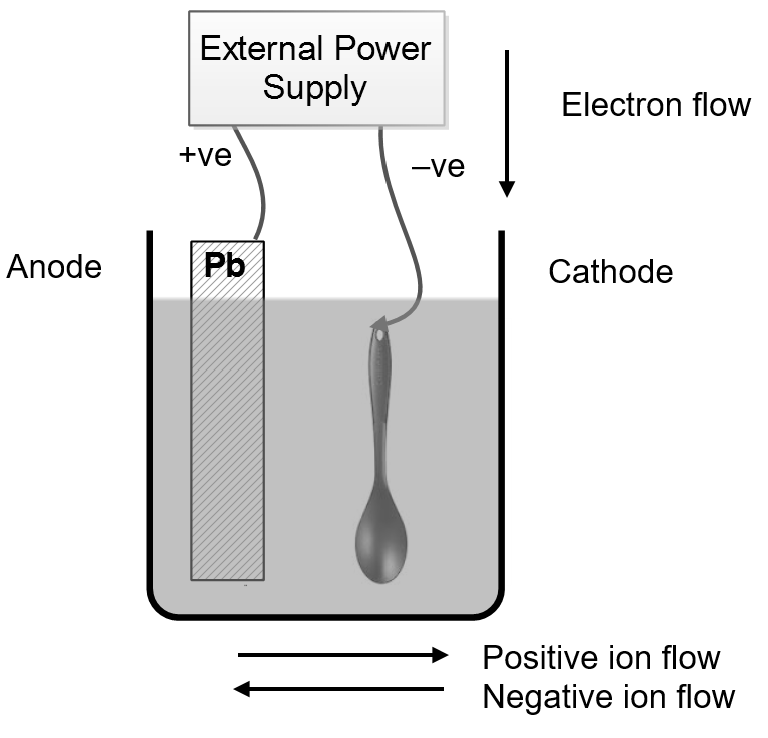 External Power
Supply
Electron flow
+ve
–ve
Anode
Pb
Cathode
Positive ion flow
Negative ion flow